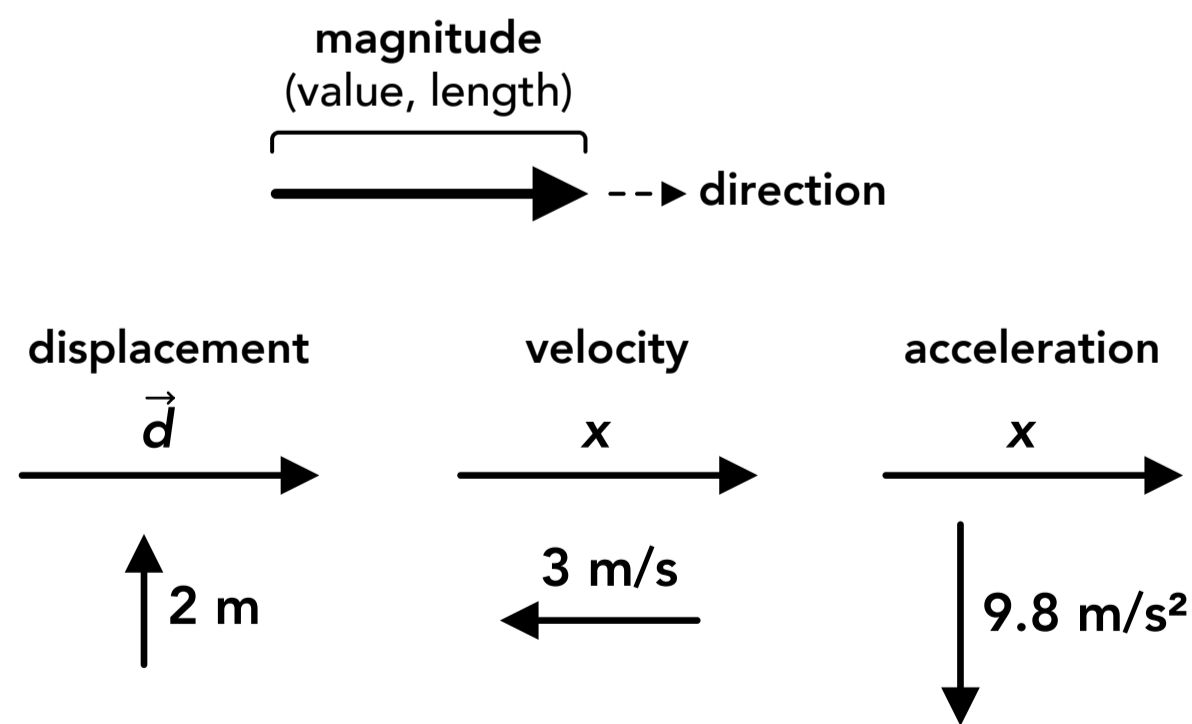 magnitude
(value, length)
direction
displacement
velocity
acceleration
d⃗
x
x
2 m
3 m/s
9.8 m/s²